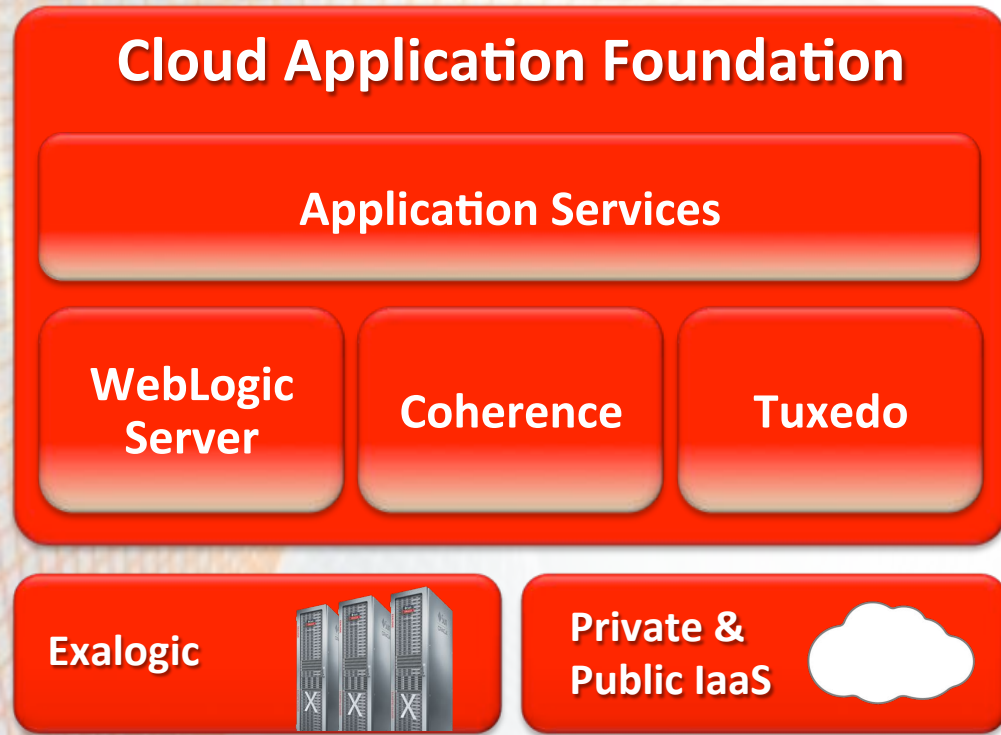 Cloud Application Foundation
Application Services
WebLogic
Server
Coherence
Tuxedo
Exalogic
X X X
Private &
Public IaaS